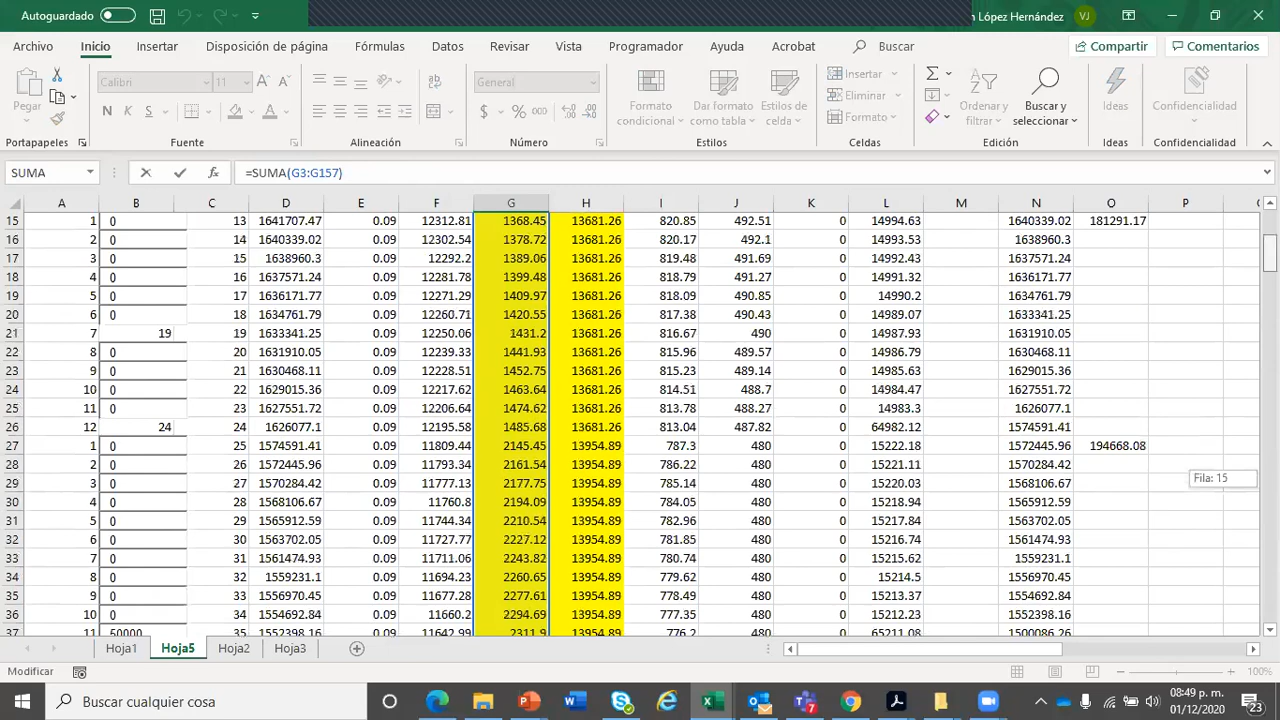 Autoguardado
n López Hernández VJ
Archivo Inicio Insertar Disposición de página Fórmulas Datos Revisar Vista Programador Ayuda Acrobat Buscar Compartir Comentarios
Pegar
Calibri 11 General
N K S
$ % 000
Formato condicional
Dar formato como tabla
Estilos de celda
Insertar
Eliminar
Formato
Ordenar y filtrar
Buscar y seleccionar
Ideas
Confidencialidad
Portapapeles Fuente Alineación Número Estilos Celdas Edición Ideas Confidencialidad
SUMA fx =SUMA(G3:G157)
A B C D E F G H I J K L M N O P
15 1 0 13 1641707.47 0.09 12312.81 1368.45 13681.26 820.85 492.51 0 14994.63 1640339.02 181291.17
16 2 0 14 1640339.02 0.09 12302.54 1378.72 13681.26 820.17 492.1 0 14993.53 1638960.3
17 3 0 15 1638960.3 0.09 12292.2 1389.06 13681.26 819.48 491.69 0 14992.43 1637571.24
18 4 0 16 1637571.24 0.09 12281.78 1399.48 13681.26 818.79 491.27 0 14991.32 1636171.77
19 5 0 17 1636171.77 0.09 12271.29 1409.97 13681.26 818.09 490.85 0 14990.2 1634761.79
20 6 0 18 1634761.79 0.09 12260.71 1420.55 13681.26 817.38 490.43 0 14989.07 1633341.25
21 7 19 19 1633341.25 0.09 12250.06 1431.2 13681.26 816.67 490 0 14987.93 1631910.05
22 8 0 20 1631910.05 0.09 12239.33 1441.93 13681.26 815.96 489.57 0 14986.79 1630468.11
23 9 0 21 1630468.11 0.09 12228.51 1452.75 13681.26 815.23 489.14 0 14985.63 1629015.36
24 10 0 22 1629015.36 0.09 12217.62 1463.64 13681.26 814.51 488.7 0 14984.47 1627551.72
25 11 0 23 1627551.72 0.09 12206.64 1474.62 13681.26 813.78 488.27 0 14983.3 1626077.1
26 12 24 24 1626077.1 0.09 12195.58 1485.68 13681.26 813.04 487.82 0 64982.12 1574591.41
27 1 0 25 1574591.41 0.09 11809.44 2145.45 13954.89 787.3 480 0 15222.18 1572445.96 194668.08
28 2 0 26 1572445.96 0.09 11793.34 2161.54 13954.89 786.22 480 0 15221.11 1570284.42
29 3 0 27 1570284.42 0.09 11777.13 2177.75 13954.89 785.14 480 0 15220.03 1568106.67 Fila: 15
30 4 0 28 1568106.67 0.09 11760.8 2194.09 13954.89 784.05 480 0 15218.94 1565912.59
31 5 0 29 1565912.59 0.09 11744.34 2210.54 13954.89 782.96 480 0 15217.84 1563702.05
32 6 0 30 1563702.05 0.09 11727.77 2227.12 13954.89 781.85 480 0 15216.74 1561474.93
33 7 0 31 1561474.93 0.09 11711.06 2243.82 13954.89 780.74 480 0 15215.62 1559231.1
34 8 0 32 1559231.1 0.09 11694.23 2260.65 13954.89 779.62 480 0 15214.5 1556970.45
35 9 0 33 1556970.45 0.09 11677.28 2277.61 13954.89 778.49 480 0 15213.37 1554692.84
36 10 0 34 1554692.84 0.09 11660.2 2294.69 13954.89 777.35 480 0 15212.23 1552398.16
37 11 50000 35 1552398.16 0.09 11642.99 2311.9 13954.89 776.2 480 0 65211.08 1500086.26
Hoja1 Hoja5 Hoja2 Hoja3
Modificar 100%
Buscar cualquier cosa
08:49 p. m.
01/12/2020
23